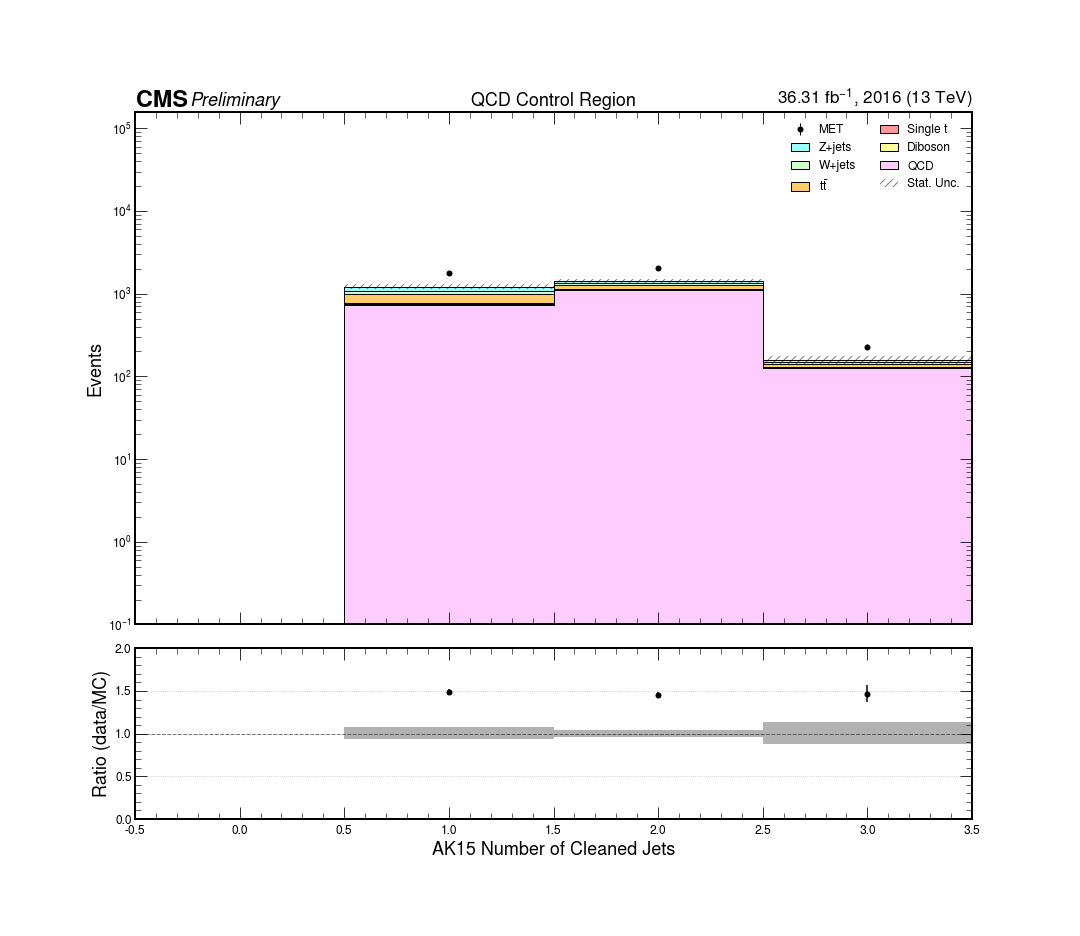 CMS Preliminary QCD Control Region 36.31 fb⁻¹, 2016 (13 TeV)
MET Single t
Z+jets Diboson
W+jets QCD
tt̄ Stat. Unc.
10⁵
10⁴
10³
10²
10¹
10⁰
10⁻¹
Events
2.0
1.5
1.0
0.5
0.0
Ratio (data/MC)
-0.5 0.0 0.5 1.0 1.5 2.0 2.5 3.0 3.5
AK15 Number of Cleaned Jets